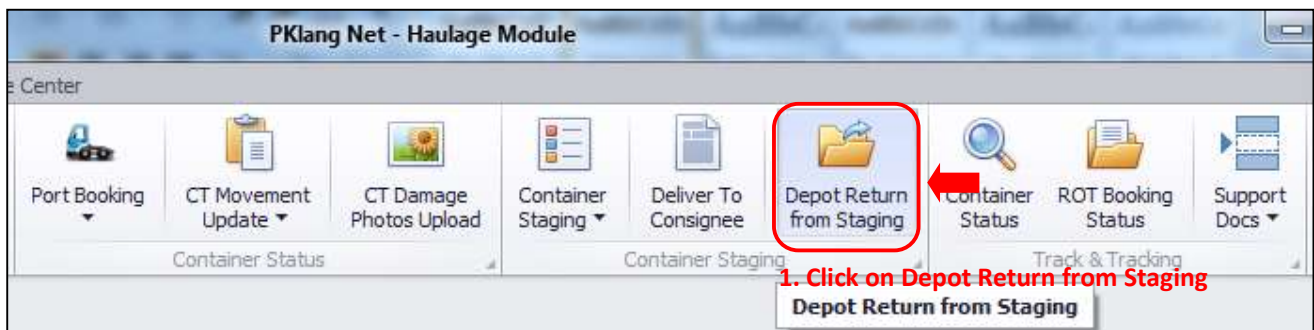 PKlang Net - Haulage Module
e Center
Port Booking
CT Movement
Update
CT Damage
Photos Upload
Container
Staging
Deliver To
Consignee
Depot Return
from Staging
Container
Status
ROT Booking
Status
Support
Docs
Container Status
Container Staging
Track & Tracking
1. Click on Depot Return from Staging
Depot Return from Staging